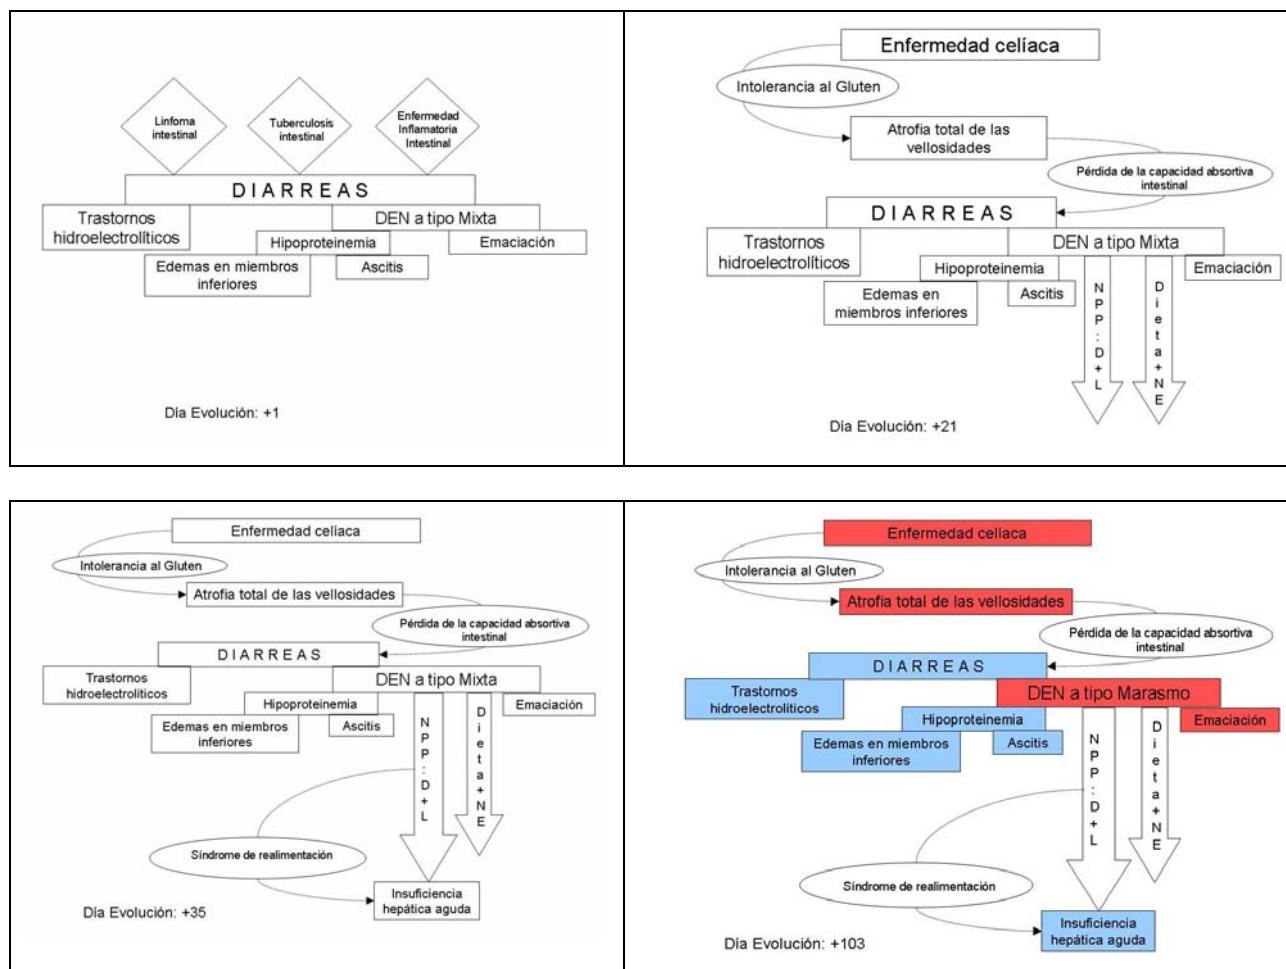 Linfoma
intestinal
Tuberculosis
intestinal
Enfermedad
Inflamatoria
Intestinal
DIARREAS
Trastornos
hidroelectrolíticos
DEN a tipo Mixta
Hipoproteinemia
Emaciación
Edemas en miembros
inferiores
Ascitis
Día Evolución: +1
Enfermedad celíaca
Intolerancia al Gluten
Atrofia total de las
vellosidades
Pérdida de la capacidad absortiva
intestinal
DIARREAS
Trastornos
hidroelectrolíticos
DEN a tipo Mixta
Hipoproteinemia
Emaciación
Edemas en
miembros inferiores
Ascitis
NPP:D+L
Dieta+NE
Día Evolución: +21
Enfermedad celíaca
Intolerancia al Gluten
Atrofia total de las vellosidades
Pérdida de la capacidad absortiva
intestinal
DIARREAS
Trastornos
hidroelectrolíticos
DEN a tipo Mixta
Hipoproteinemia
Emaciación
Edemas en miembros
inferiores
Ascitis
NPP:D+L
Dieta+NE
Síndrome de realimentación
Insuficiencia
hepática aguda
Día Evolución: +35
Enfermedad celíaca
Intolerancia al Gluten
Atrofia total de las vellosidades
Pérdida de la capacidad absortiva
intestinal
DIARREAS
Trastornos
hidroelectrolíticos
DEN a tipo Marasmo
Hipoproteinemia
Emaciación
Edemas en miembros
inferiores
Ascitis
NPP:D+L
Dieta+NE
Síndrome de realimentación
Insuficiencia
hepática aguda
Día Evolución: +103